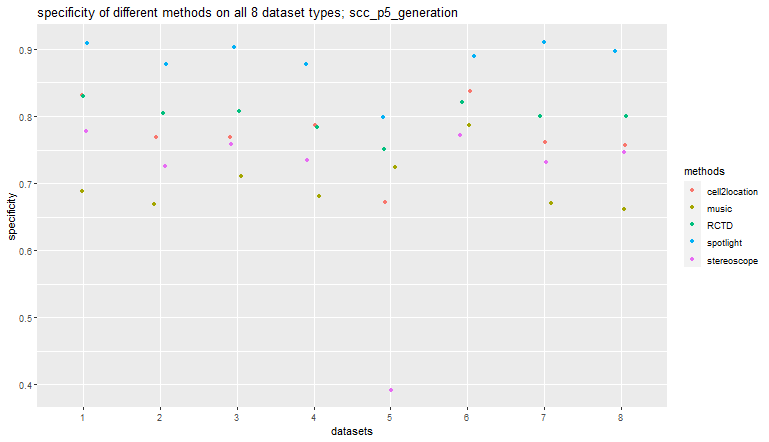 specificity of different methods on all 8 dataset types; scc_p5_generation
specificity
0.9
0.8
0.7
0.6
0.5
0.4
1 2 3 4 5 6 7 8
datasets
methods
cell2location
music
RCTD
spotlight
stereoscope